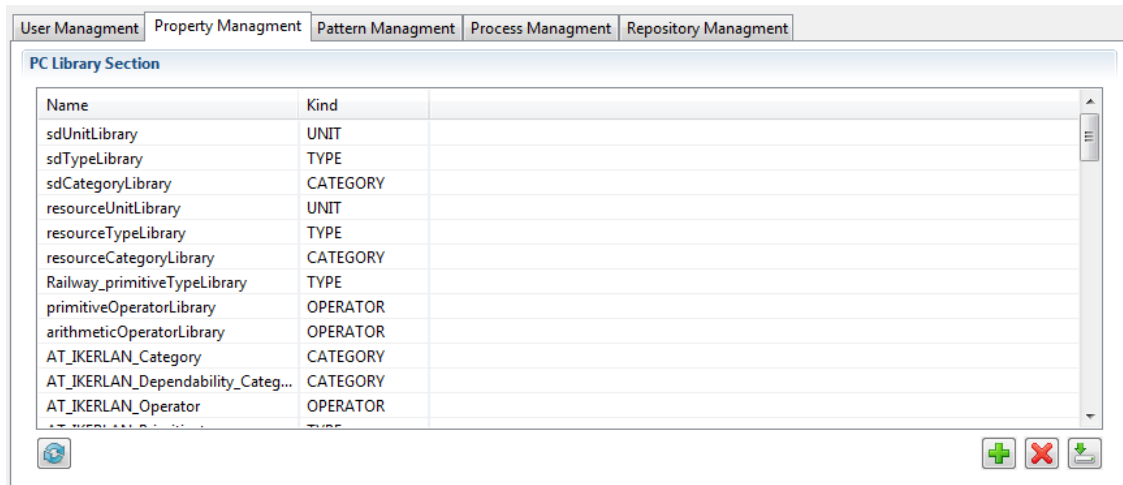 User Managment Property Managment Pattern Managment Process Managment Repository Managment
PC Library Section
Name Kind
sdUnitLibrary UNIT
sdTypeLibrary TYPE
sdCategoryLibrary CATEGORY
resourceUnitLibrary UNIT
resourceTypeLibrary TYPE
resourceCategoryLibrary CATEGORY
Railway_primitiveTypeLibrary TYPE
primitiveOperatorLibrary OPERATOR
arithmeticOperatorLibrary OPERATOR
AT_IKERLAN_Category CATEGORY
AT_IKERLAN_Dependability_Categ... CATEGORY
AT_IKERLAN_Operator OPERATOR